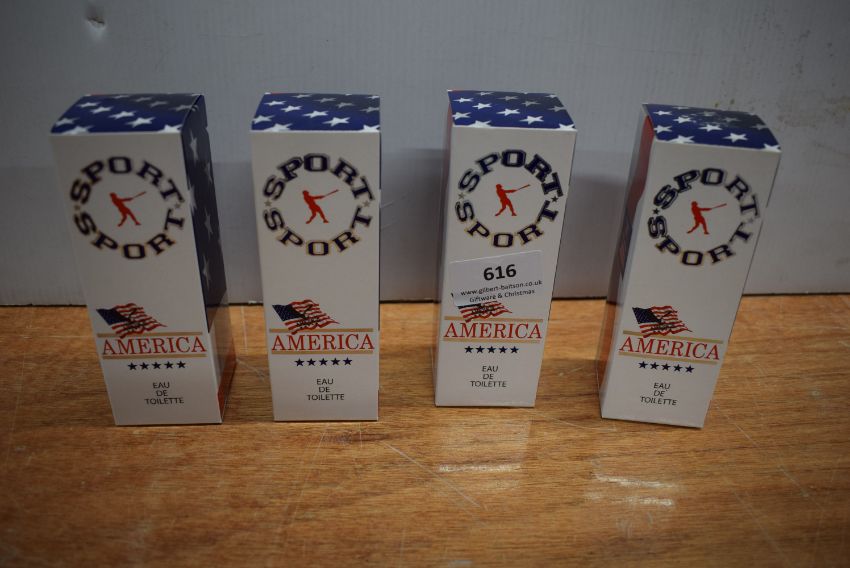 SPORT
SPORT
AMERICA
EAU
DE
TOILETTE
SPORT
SPORT
AMERICA
EAU
DE
TOILETTE
SPORT
SPORT
616
www.gilbert-baitson.co.uk
Giftware & Christmas
AMERICA
EAU
DE
TOILETTE
SPORT
SPORT
AMERICA
EAU
DE
TOILETTE